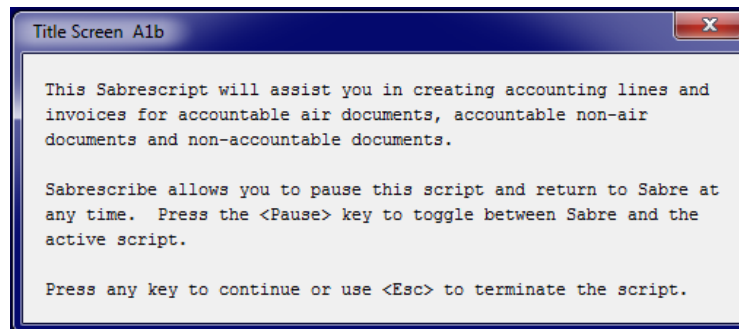 Title Screen A1b
This Sabrescript will assist you in creating accounting lines and
invoices for accountable air documents, accountable non-air
documents and non-accountable documents.
Sabrescribe allows you to pause this script and return to Sabre at
any time. Press the <Pause> key to toggle between Sabre and the
active script.
Press any key to continue or use <Esc> to terminate the script.